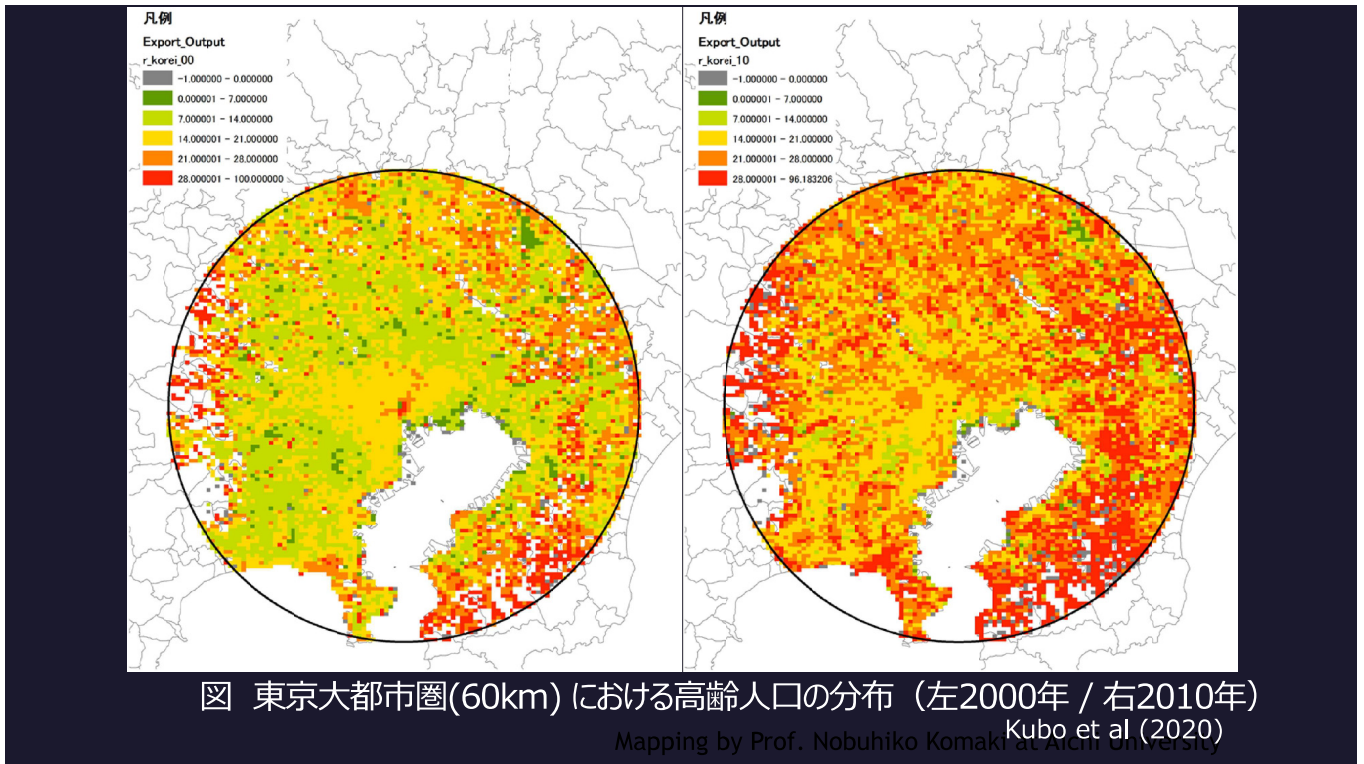 凡例
Export_Output
r_korei_00
-1.000000 - 0.000000
0.000001 - 7.000000
7.000001 - 14.000000
14.000001 - 21.000000
21.000001 - 28.000000
28.000001 - 100.000000
凡例
Export_Output
r_korei_10
-1.000000 - 0.000000
0.000001 - 7.000000
7.000001 - 14.000000
14.000001 - 21.000000
21.000001 - 28.000000
28.000001 - 96.183206
図 東京大都市圏(60km) における高齢人口の分布（左2000年 / 右2010年）
Kubo et al (2020)
Mapping by Prof. Nobuhiko Komaki at Aichi University